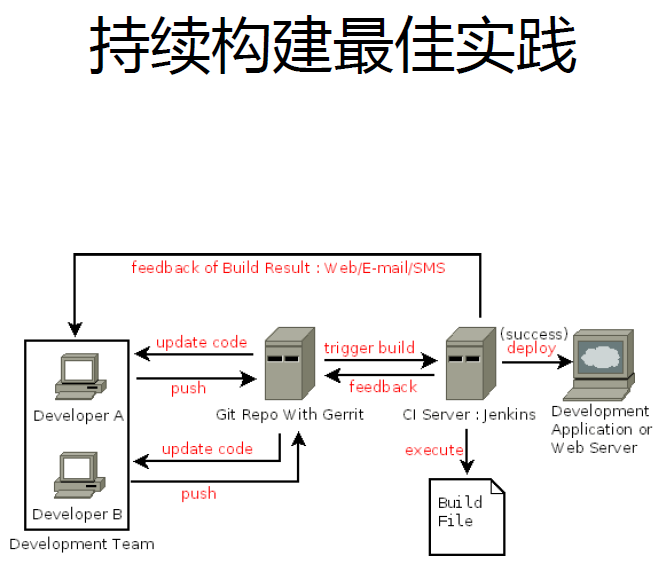 持续构建最佳实践
feedback of Build Result : Web/E-mail/SMS
update code
push
Developer A
update code
push
Developer B
Development Team
Git Repo With Gerrit
trigger build
feedback
CI Server : Jenkins
execute
Build
File
(success)
deploy
Development
Application or
Web Server